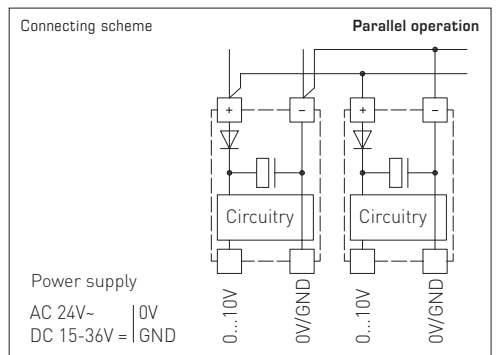 Connecting scheme
Parallel operation
+ − + −
Circuitry Circuitry
Power supply
AC 24V~ 0V
DC 15-36V = GND
0...10V
0V/GND
0...10V
0V/GND